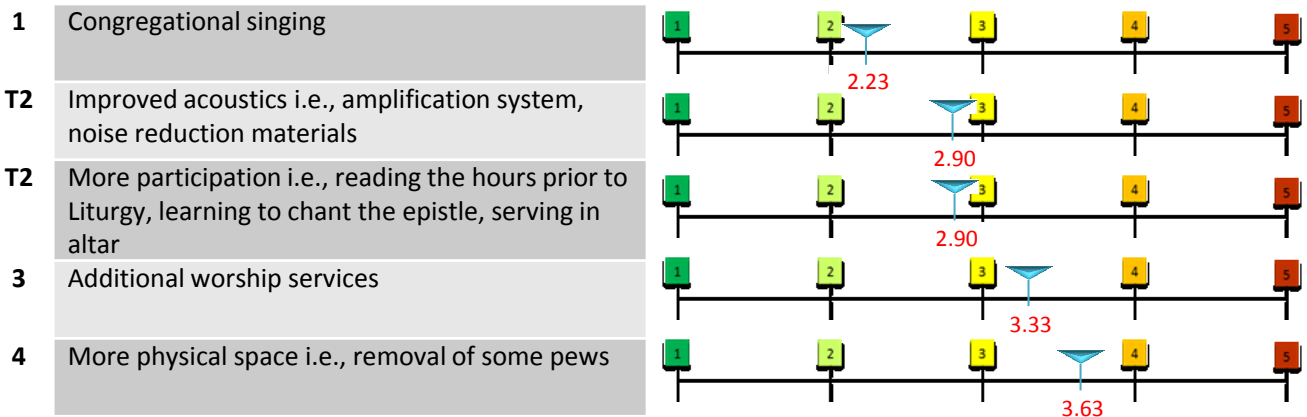 1 Congregational singing
1 2 3 4 5
2.23
T2 Improved acoustics i.e., amplification system,
noise reduction materials
1 2 3 4 5
2.90
T2 More participation i.e., reading the hours prior to
Liturgy, learning to chant the epistle, serving in
altar
1 2 3 4 5
2.90
3 Additional worship services
1 2 3 4 5
3.33
4 More physical space i.e., removal of some pews
1 2 3 4 5
3.63